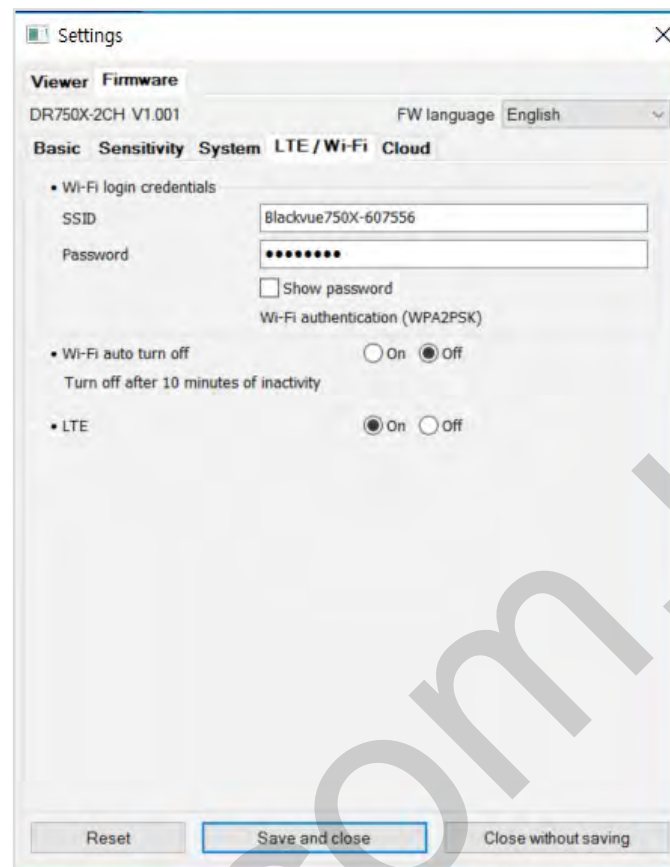 Settings
Viewer Firmware
DR750X-2CH V1.001 FW language English
Basic Sensitivity System LTE / Wi-Fi Cloud
• Wi-Fi login credentials
SSID Blackvue750X-607556
Password ●●●●●●●●
Show password
Wi-Fi authentication (WPA2PSK)
• Wi-Fi auto turn off On Off
Turn off after 10 minutes of inactivity
• LTE On Off
Reset Save and close Close without saving